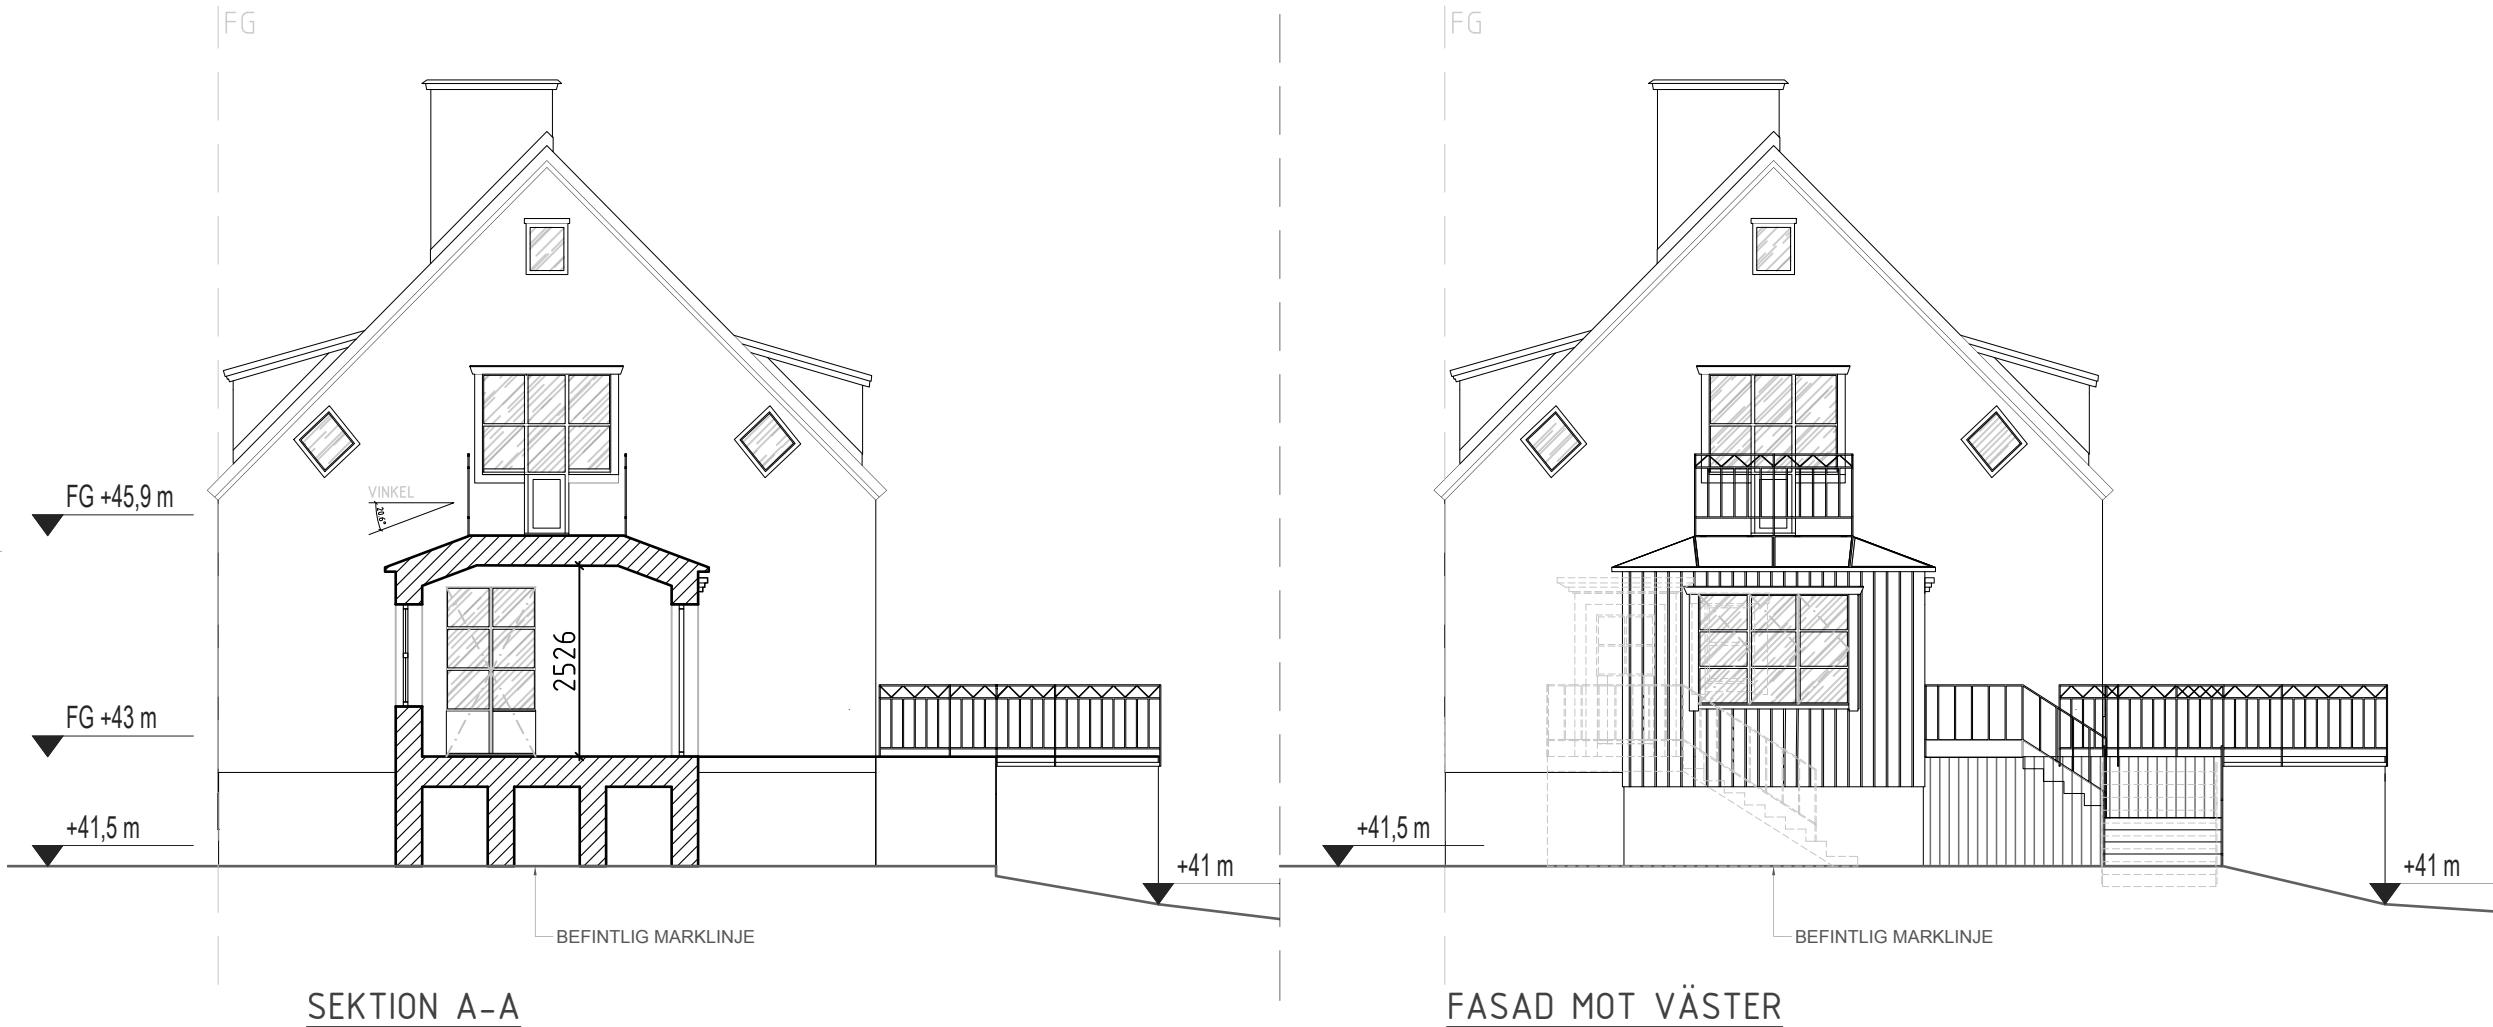 FG
FG
VINKEL
20.6°
FG +45,9 m
2526
FG +43 m
+41,5 m
+41,5 m
+41 m
+41 m
BEFINTLIG MARKLINJE
BEFINTLIG MARKLINJE
SEKTION A-A
FASAD MOT VÄSTER